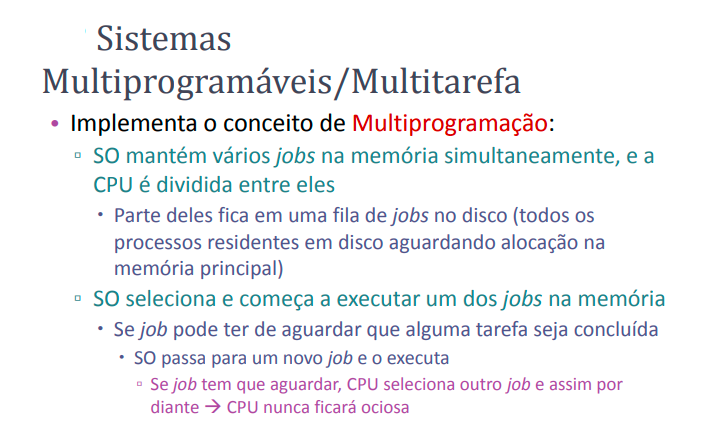 Sistemas
Multiprogramáveis/Multitarefa
• Implementa o conceito de Multiprogramação:
▫ SO mantém vários jobs na memória simultaneamente, e a
CPU é dividida entre eles
• Parte deles fica em uma fila de jobs no disco (todos os
processos residentes em disco aguardando alocação na
memória principal)
▫ SO seleciona e começa a executar um dos jobs na memória
• Se job pode ter de aguardar que alguma tarefa seja concluída
• SO passa para um novo job e o executa
▫ Se job tem que aguardar, CPU seleciona outro job e assim por
diante → CPU nunca ficará ociosa